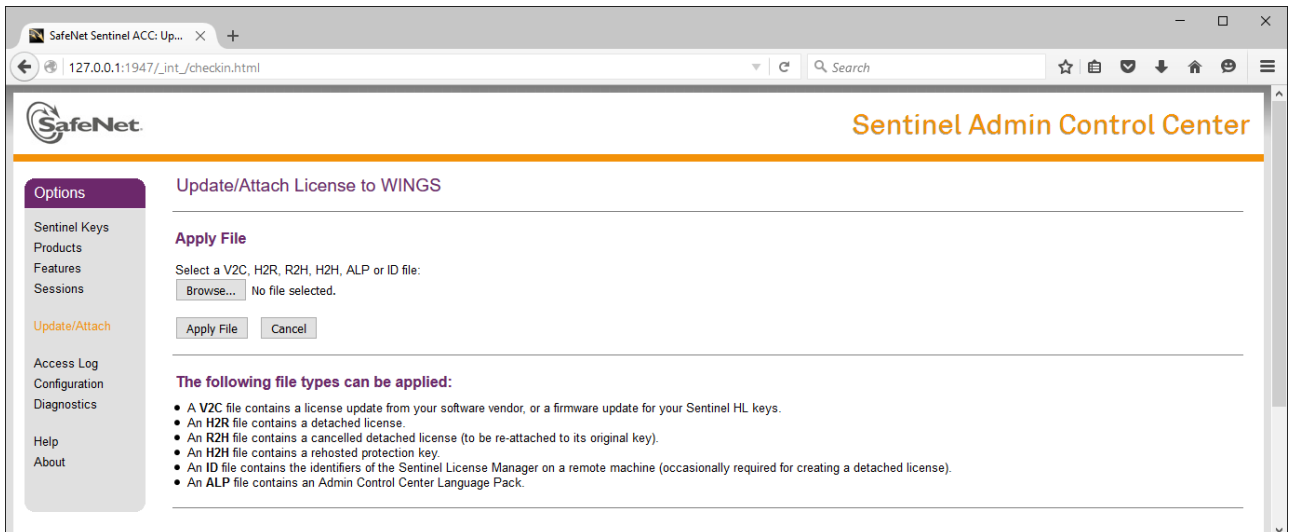 SafeNet Sentinel ACC: Up...
127.0.0.1:1947/_int_/checkin.html
Search
SafeNet.
Sentinel Admin Control Center
Options
Sentinel Keys
Products
Features
Sessions
Update/Attach
Access Log
Configuration
Diagnostics
Help
About
Update/Attach License to WINGS
Apply File
Select a V2C, H2R, R2H, H2H, ALP or ID file:
Browse... No file selected.
Apply File Cancel
The following file types can be applied:
• A V2C file contains a license update from your software vendor, or a firmware update for your Sentinel HL keys.
• An H2R file contains a detached license.
• An R2H file contains a cancelled detached license (to be re-attached to its original key).
• An H2H file contains a rehosted protection key.
• An ID file contains the identifiers of the Sentinel License Manager on a remote machine (occasionally required for creating a detached license).
• An ALP file contains an Admin Control Center Language Pack.